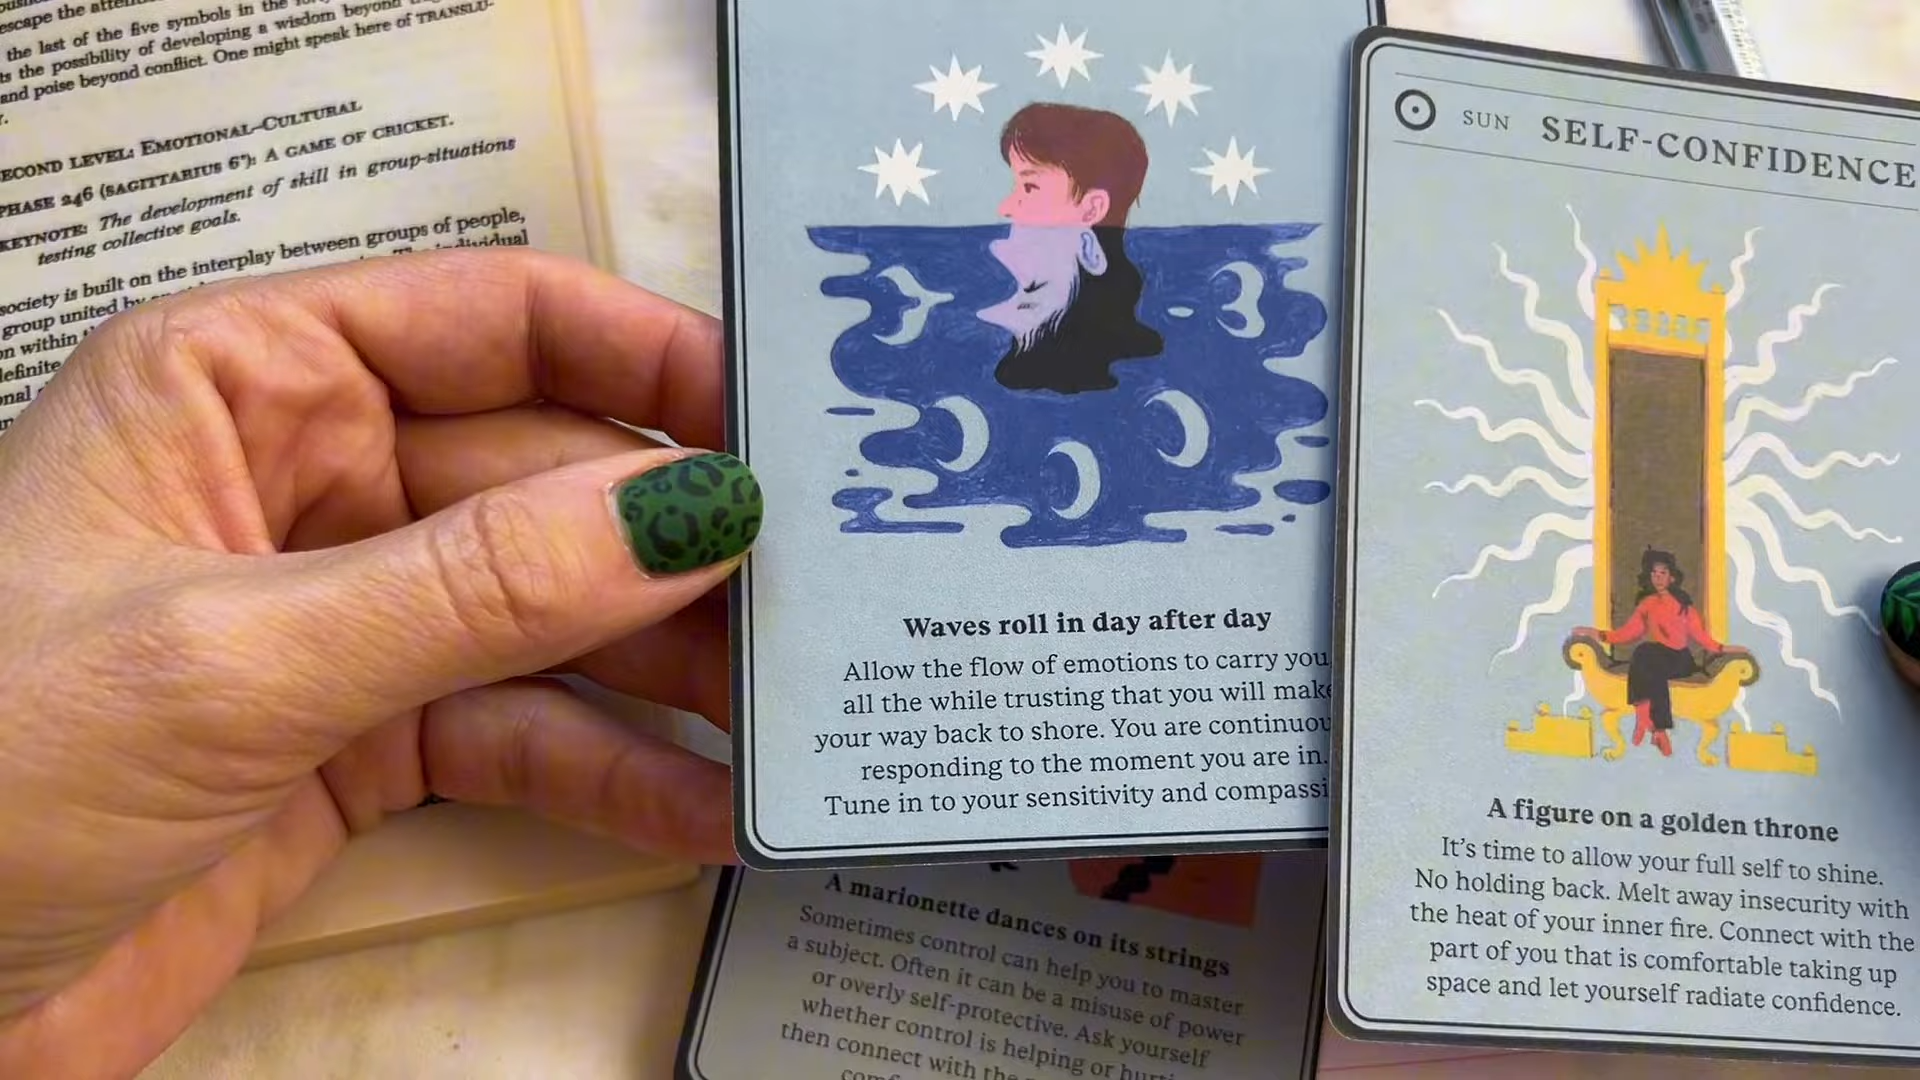 escape the
the last of the five symbols in the
ts the possibility of developing a wisdom beyond
and poise beyond conflict. One might speak here of TRANSLU-
y.
SECOND LEVEL: EMOTIONAL-CULTURAL
PHASE 246 (SAGITTARIUS 6°): A GAME OF CRICKET.
KEYNOTE: The development of skill in group-situations
testing collective goals.
society is built on the interplay between groups of people,
group united by individual
on within
definite
Waves roll in day after day
Allow the flow of emotions to carry you
all the while trusting that you will make
your way back to shore. You are continuou
responding to the moment you are in.
Tune in to your sensitivity and compassi
SUN SELF-CONFIDENCE
A figure on a golden throne
It's time to allow your full self to shine.
No holding back. Melt away insecurity with
the heat of your inner fire. Connect with the
part of you that is comfortable taking up
space and let yourself radiate confidence.
A marionette dances on its strings
Sometimes control can help you to master
a subject. Often it can be a misuse of power
or overly self-protective. Ask yourself
whether control is helping or
then connect with the